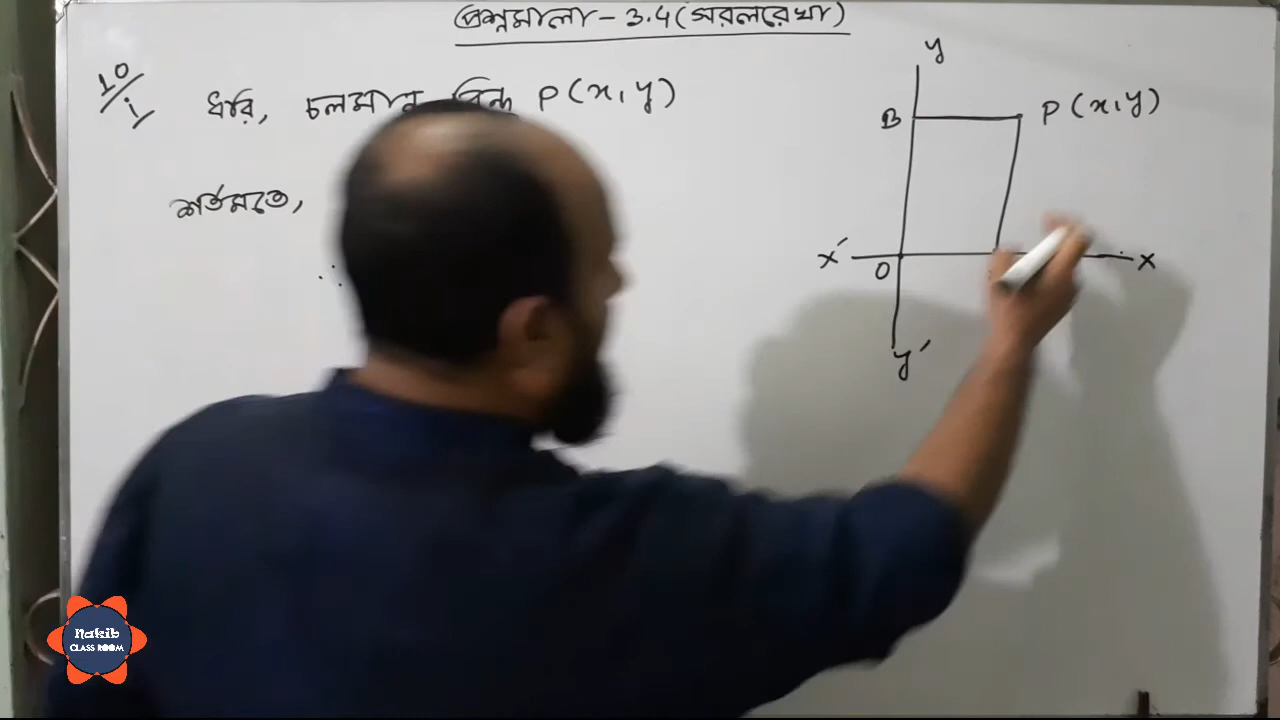 প্রশ্নমালা - 3.4 (সরলরেখা)
10/i
ধরি, চলমান বিন্দু P(x, y)
শর্তমতে,
∴
y
B
P(x, y)
x′
O
x
y′
Nakib
CLASS ROOM